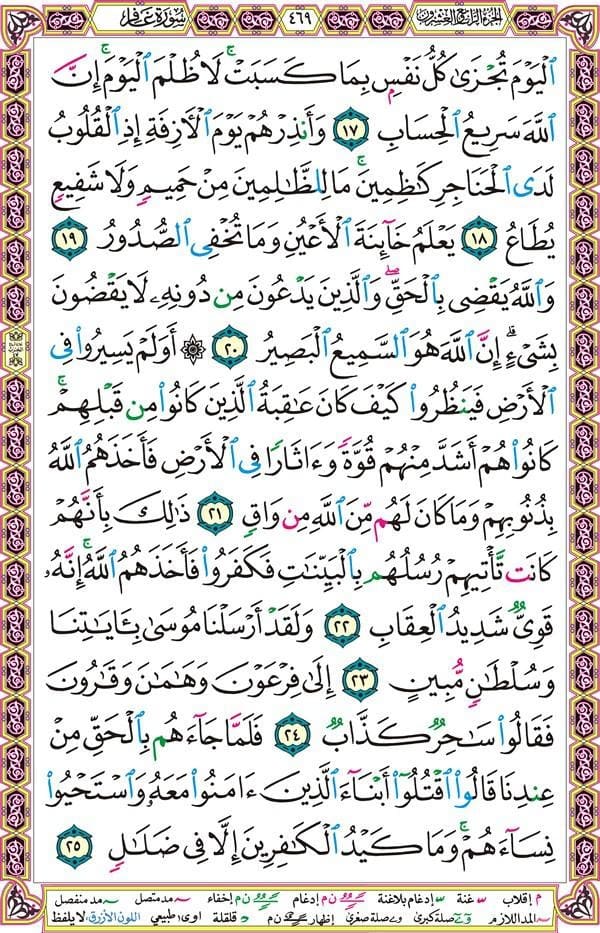 الجزء الرابع والعشرون
٤٦٩
سورة غافر
ٱلۡيَوۡمَ تُجۡزَىٰ كُلُّ نَفۡسِۭ بِمَا كَسَبَتۡۚ لَا ظُلۡمَ ٱلۡيَوۡمَۚ إِنَّ
ٱللَّهَ سَرِيعُ ٱلۡحِسَابِ ١٧ وَأَنذِرۡهُمۡ يَوۡمَ ٱلۡأٓزِفَةِ إِذِ ٱلۡقُلُوبُ
لَدَى ٱلۡحَنَاجِرِ كَٰظِمِينَۚ مَا لِلظَّٰلِمِينَ مِنۡ حَمِيمٖ وَلَا شَفِيعٖ
يُطَاعُ ١٨ يَعۡلَمُ خَآئِنَةَ ٱلۡأَعۡيُنِ وَمَا تُخۡفِي ٱلصُّدُورُ ١٩
وَٱللَّهُ يَقۡضِي بِٱلۡحَقِّۖ وَٱلَّذِينَ يَدۡعُونَ مِن دُونِهِۦ لَا يَقۡضُونَ
بِشَيۡءٍۗ إِنَّ ٱللَّهَ هُوَ ٱلسَّمِيعُ ٱلۡبَصِيرُ ٢٠ ۞ أَوَلَمۡ يَسِيرُواْ فِي
ٱلۡأَرۡضِ فَيَنظُرُواْ كَيۡفَ كَانَ عَٰقِبَةُ ٱلَّذِينَ كَانُواْ مِن قَبۡلِهِمۡۚ
كَانُواْ هُمۡ أَشَدَّ مِنۡهُمۡ قُوَّةٗ وَءَاثَارٗا فِي ٱلۡأَرۡضِ فَأَخَذَهُمُ ٱللَّهُ
بِذُنُوبِهِمۡ وَمَا كَانَ لَهُم مِّنَ ٱللَّهِ مِن وَاقٖ ٢١ ذَٰلِكَ بِأَنَّهُمۡ
كَانَت تَّأۡتِيهِمۡ رُسُلُهُم بِٱلۡبَيِّنَٰتِ فَكَفَرُواْ فَأَخَذَهُمُ ٱللَّهُۚ إِنَّهُۥ
قَوِيّٞ شَدِيدُ ٱلۡعِقَابِ ٢٢ وَلَقَدۡ أَرۡسَلۡنَا مُوسَىٰ بِـَٔايَٰتِنَا
وَسُلۡطَٰنٖ مُّبِينٍ ٢٣ إِلَىٰ فِرۡعَوۡنَ وَهَٰمَٰنَ وَقَٰرُونَ
فَقَالُواْ سَٰحِرٞ كَذَّابٞ ٢٤ فَلَمَّا جَآءَهُم بِٱلۡحَقِّ مِنۡ
عِندِنَا قَالُواْ ٱقۡتُلُوٓاْ أَبۡنَآءَ ٱلَّذِينَ ءَامَنُواْ مَعَهُۥ وَٱسۡتَحۡيُواْ
نِسَآءَهُمۡۚ وَمَا كَيۡدُ ٱلۡكَٰفِرِينَ إِلَّا فِي ضَلَٰلٖ ٢٥
م إقلاب غنة إدغام بلاغنة ن م إدغام ن م إخفاء مد متصل مد منفصل
المد اللازم صلة كبرى صلة صغرى إظهار ن م قلقلة اوى: طبيعي اللون الأزرق: لا يلفظ